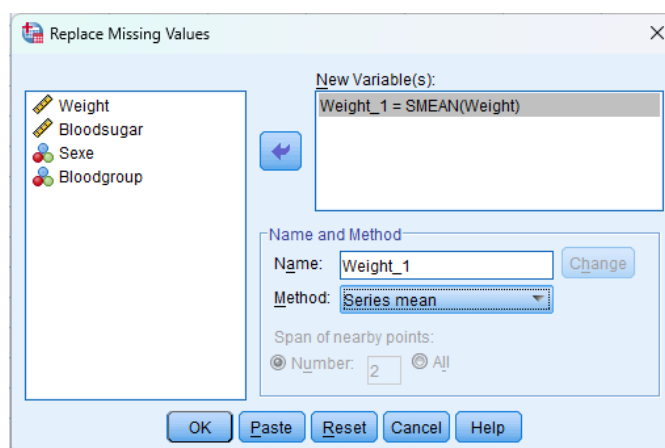 Replace Missing Values
New Variable(s):
Weight
Bloodsugar
Sexe
Bloodgroup
Weight_1 = SMEAN(Weight)
Name and Method
Name: Weight_1 Change
Method: Series mean
Span of nearby points:
Number: 2 All
OK Paste Reset Cancel Help